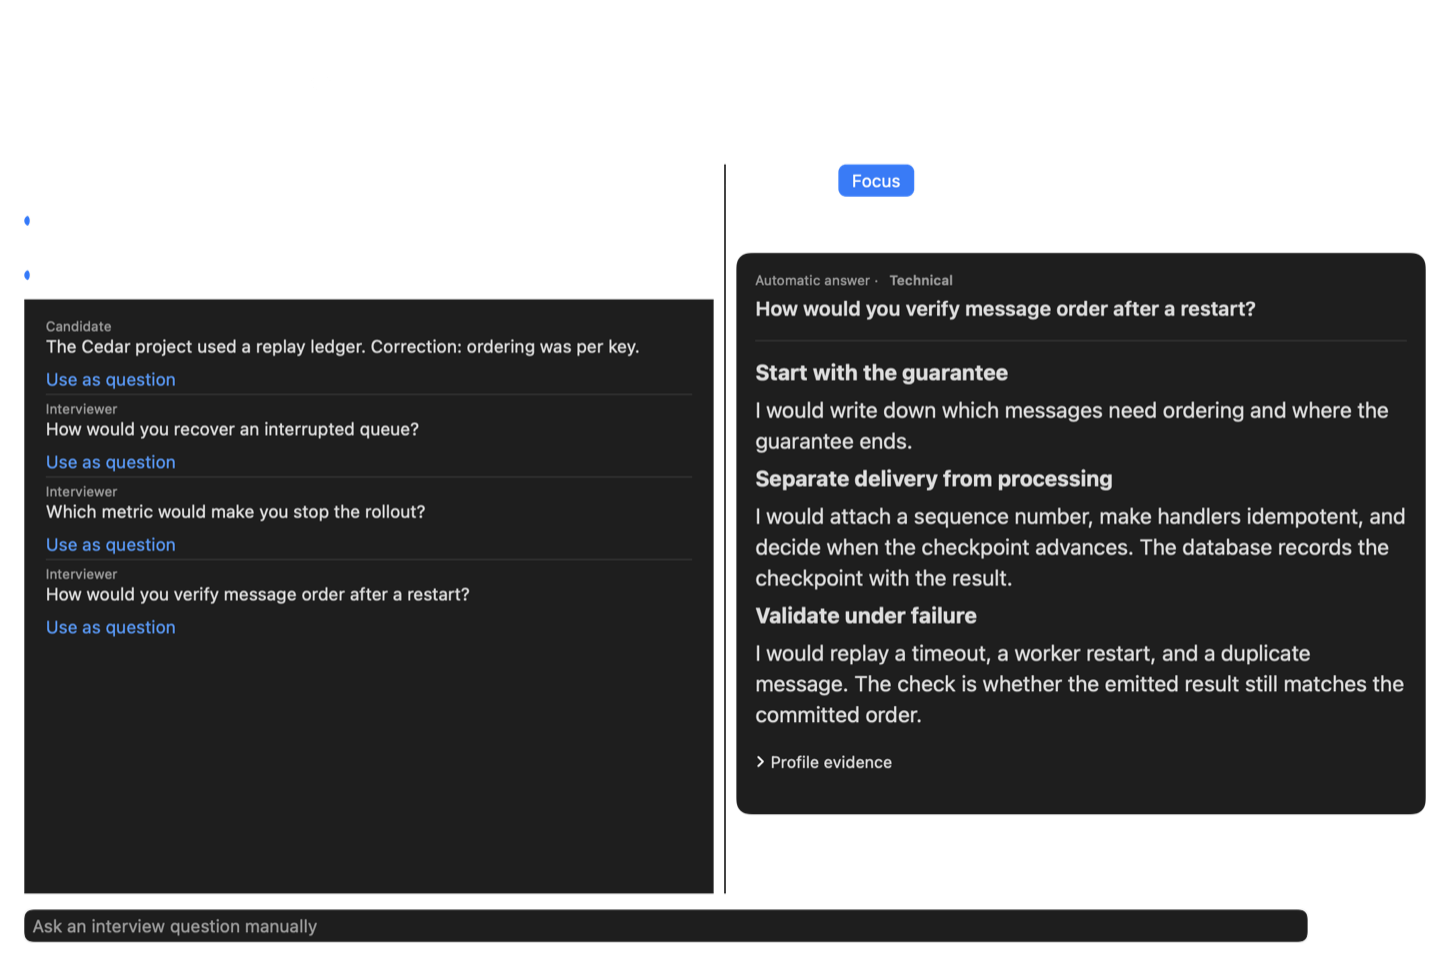 Focus
Candidate
The Cedar project used a replay ledger. Correction: ordering was per key.
Use as question
Interviewer
How would you recover an interrupted queue?
Use as question
Interviewer
Which metric would make you stop the rollout?
Use as question
Interviewer
How would you verify message order after a restart?
Use as question
Automatic answer · Technical
How would you verify message order after a restart?
Start with the guarantee
I would write down which messages need ordering and where the
guarantee ends.
Separate delivery from processing
I would attach a sequence number, make handlers idempotent, and
decide when the checkpoint advances. The database records the
checkpoint with the result.
Validate under failure
I would replay a timeout, a worker restart, and a duplicate
message. The check is whether the emitted result still matches the
committed order.
Profile evidence
Ask an interview question manually